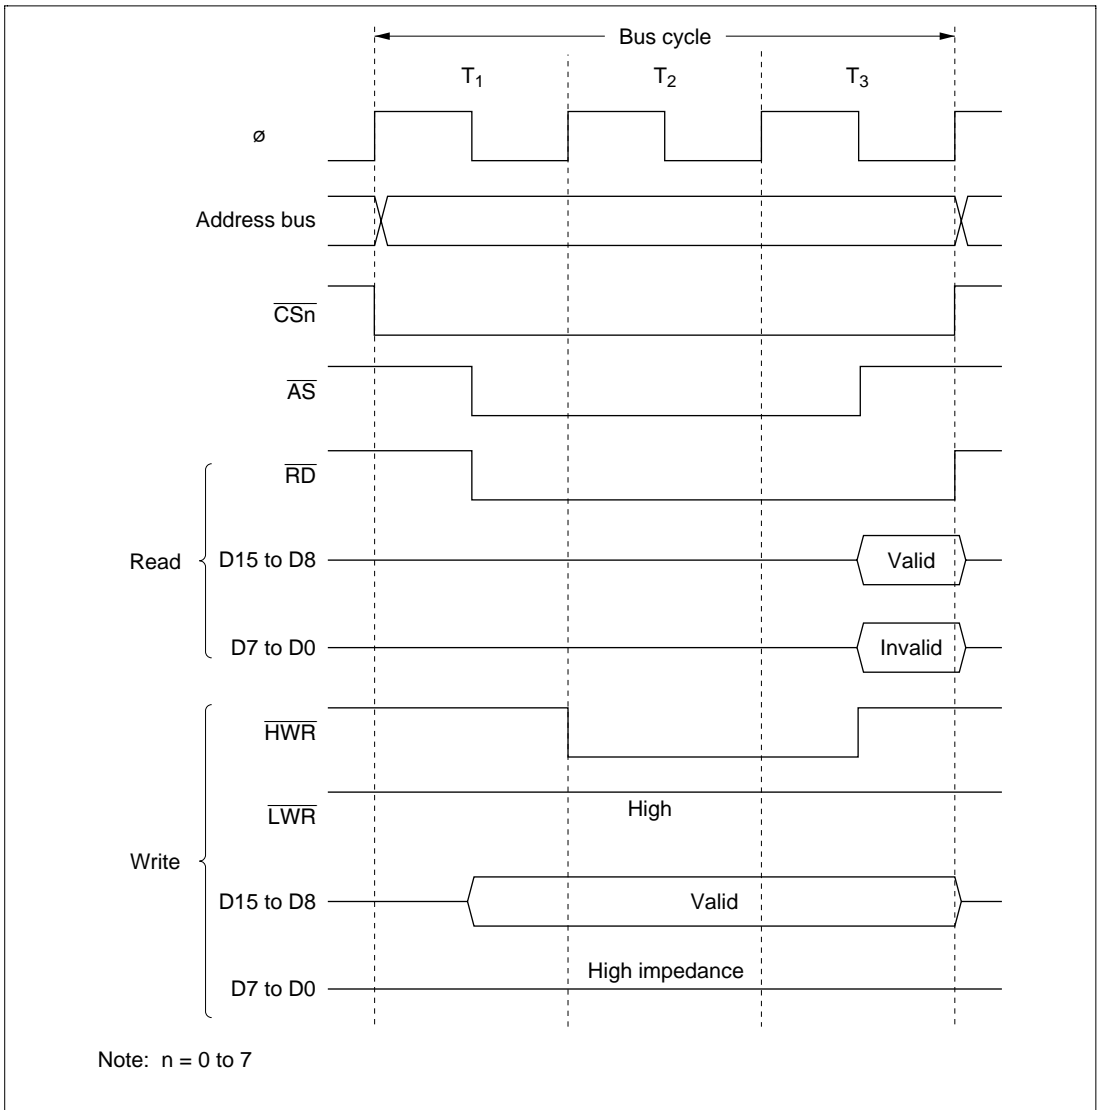 Bus cycle
T1 T2 T3
ø
Address bus
CSn
AS
RD
Read
D15 to D8 Valid
D7 to D0 Invalid
HWR
LWR High
Write
D15 to D8 Valid
High impedance
D7 to D0
Note: n = 0 to 7